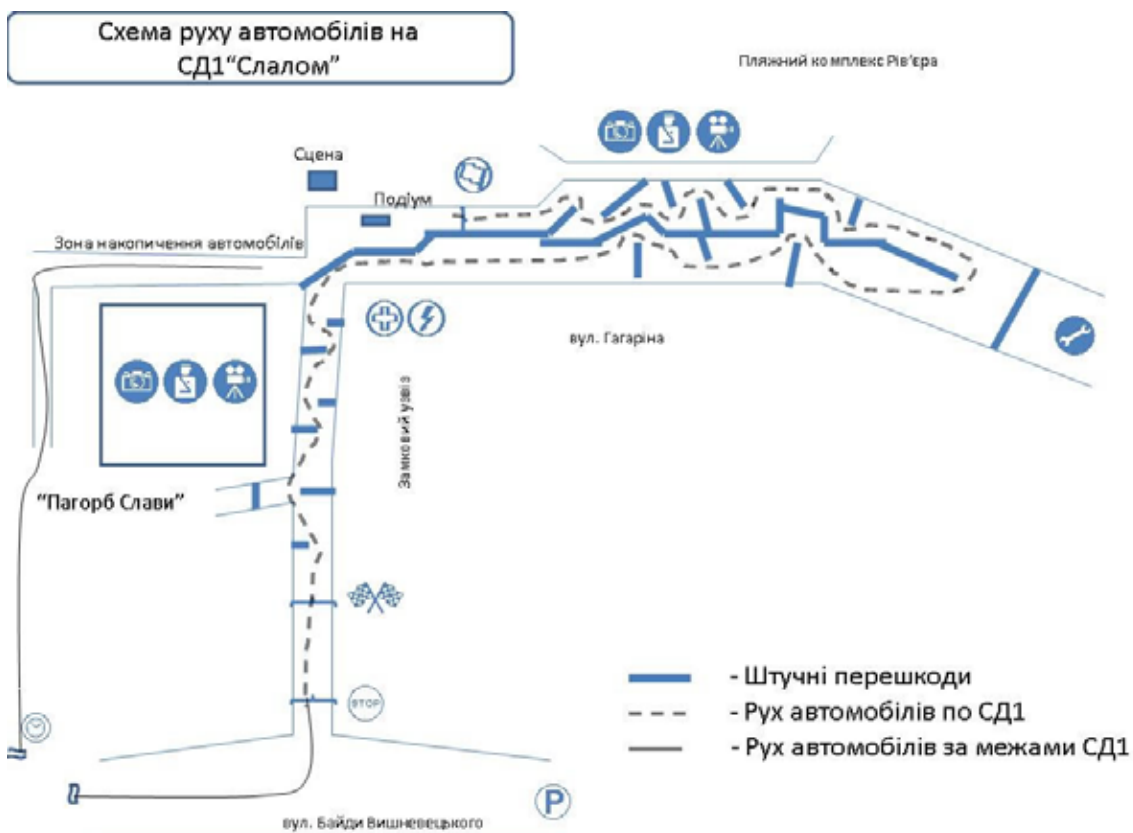 Схема руху автомобілів на
СД1“Слалом”
Пляжний комплекс Рів’єра
Сцена
Подіум
Зона накопичення автомобілів
вул. Гагаріна
Замковий узвіз
“Пагорб Слави”
STOP
- Штучні перешкоди
- Рух автомобілів по СД1
- Рух автомобілів за межами СД1
P
вул. Байди Вишневецького